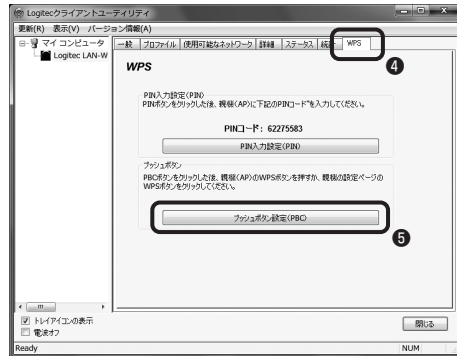 Logitecクライアントユーティリティ
更新(R) 表示(V) バージョン情報(A)
マイ コンピュータ
Logitec LAN-W
一般 プロファイル 使用可能なネットワーク 詳細 ステータス 統計 WPS
4
WPS
PIN入力設定(PIN)
PINボタンをクリックした後、親機(AP)に下記のPINコードを入力してください。
PINコード: 62275583
PIN入力設定(PIN)
プッシュボタン
PBCボタンをクリックした後、親機(AP)のWPSボタンを押すか、親機の設定ページの
WPSボタンをクリックしてください。
プッシュボタン設定(PBC)
5
トレイアイコンの表示
電波オフ
閉じる
Ready
NUM